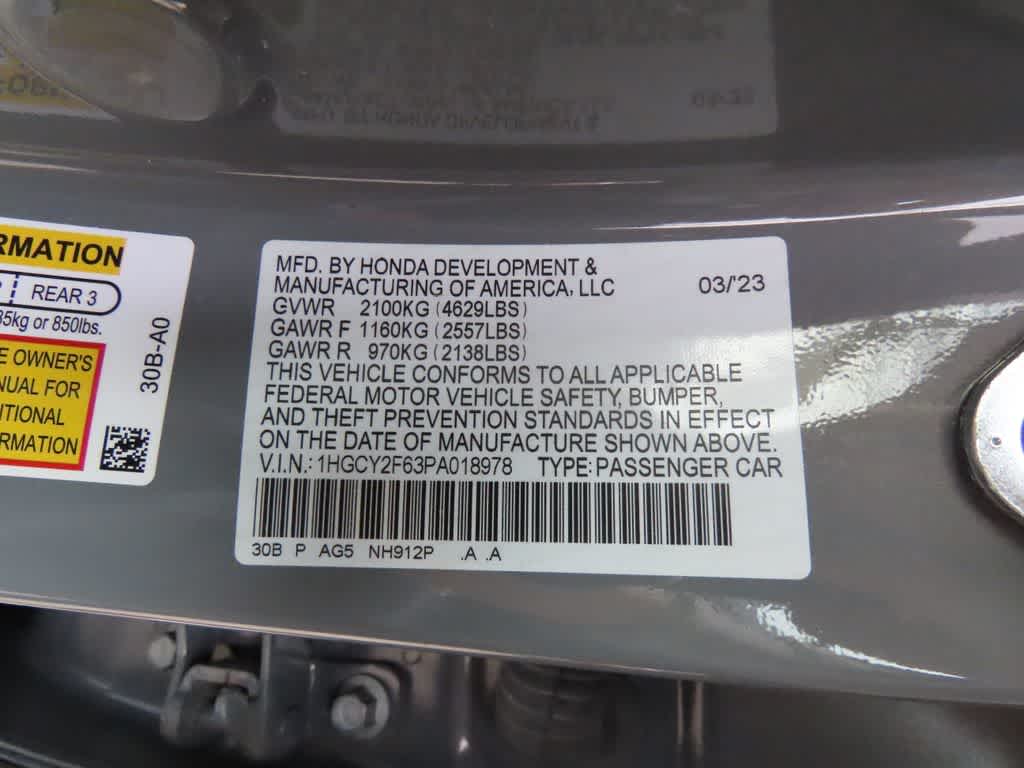 RMATION
REAR 3
85kg or 850lbs.
E OWNER'S
NUAL FOR
ITIONAL
ORMATION
30B-A0
MFD. BY HONDA DEVELOPMENT &
MANUFACTURING OF AMERICA, LLC 03/'23
GVWR 2100KG (4629LBS)
GAWR F 1160KG (2557LBS)
GAWR R 970KG (2138LBS)
THIS VEHICLE CONFORMS TO ALL APPLICABLE
FEDERAL MOTOR VEHICLE SAFETY, BUMPER,
AND THEFT PREVENTION STANDARDS IN EFFECT
ON THE DATE OF MANUFACTURE SHOWN ABOVE.
V.I.N.: 1HGCY2F63PA018978 TYPE: PASSENGER CAR
30B P AG5 NH912P .A .A